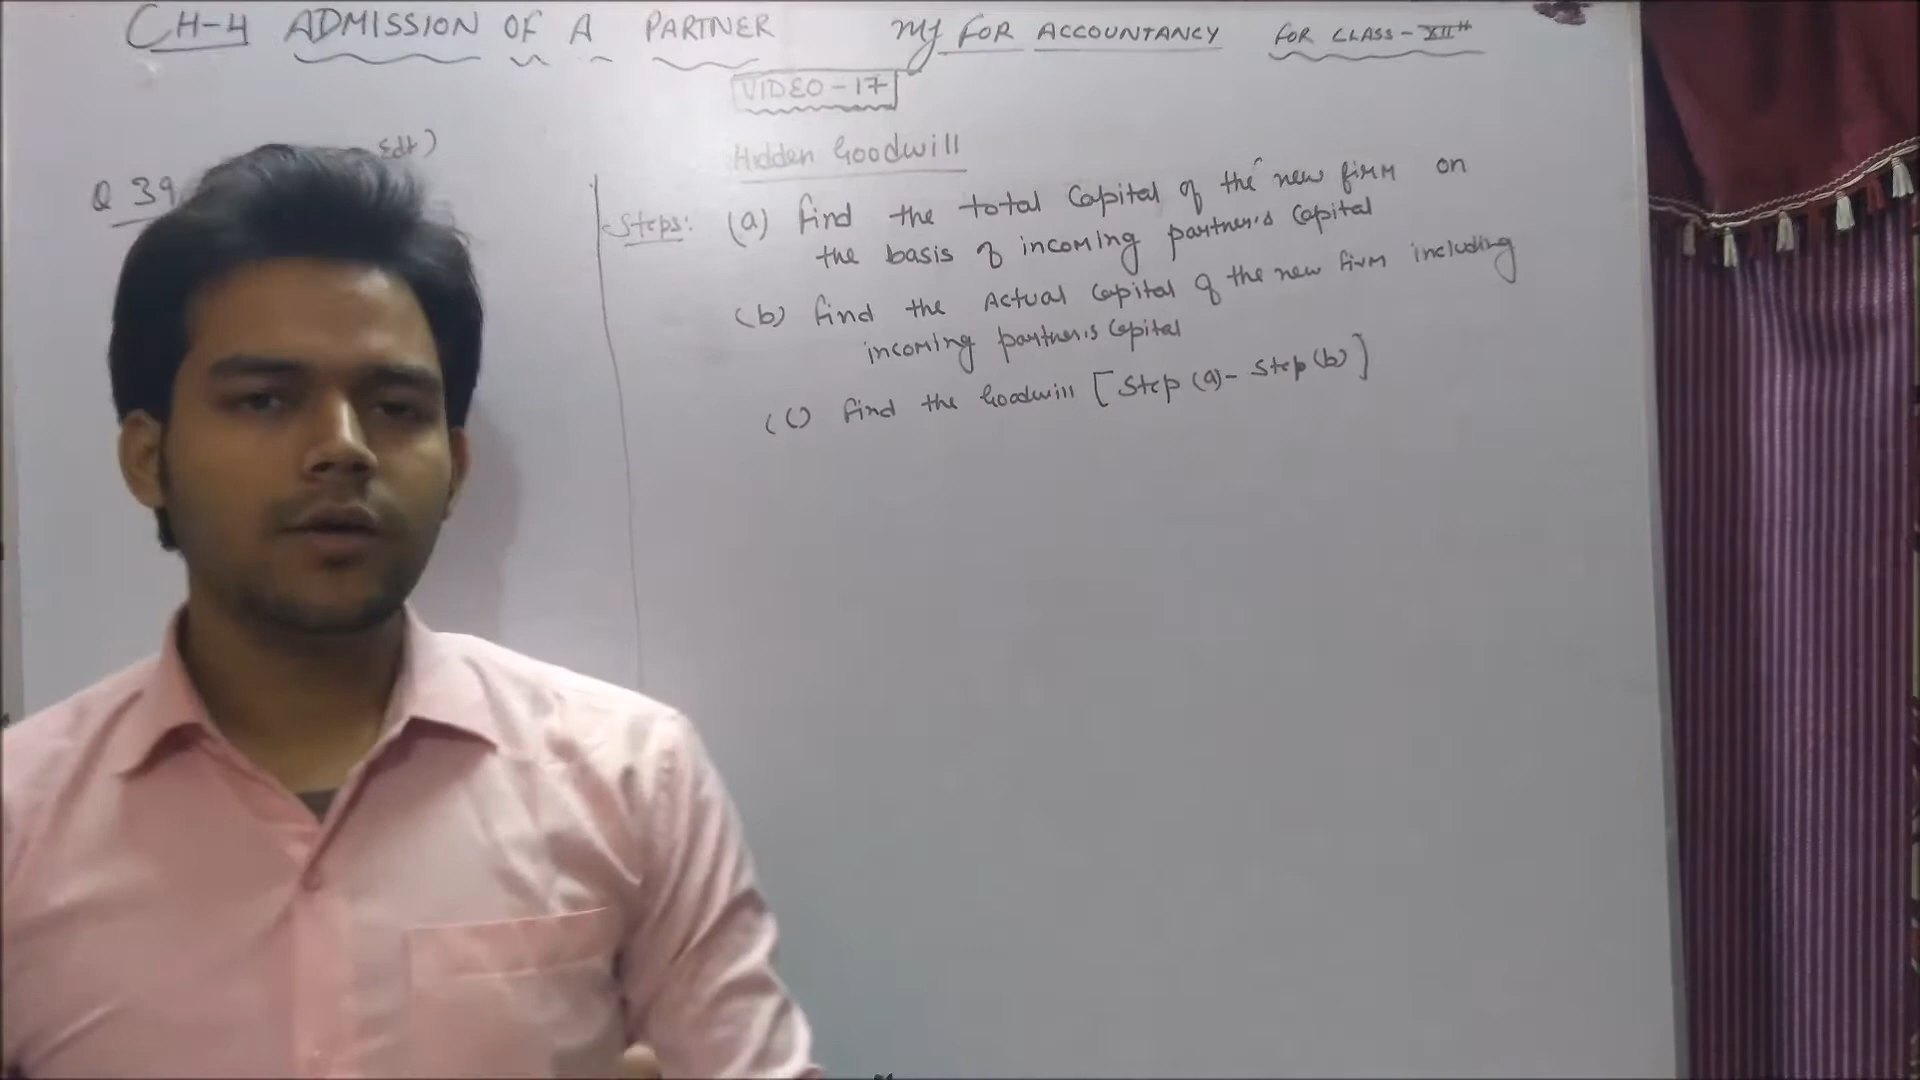 CH-4 ADMISSION OF A PARTNER My FOR ACCOUNTANCY FOR CLASS-XIIth
VIDEO-17
Hidden Goodwill
Q 39
Steps: (a) find the total Capital of the new firm on
the basis of incoming partner's Capital
(b) find the Actual Capital of the new firm including
incoming partner's Capital
(c) find the Goodwill [Step (a) - Step (b)]